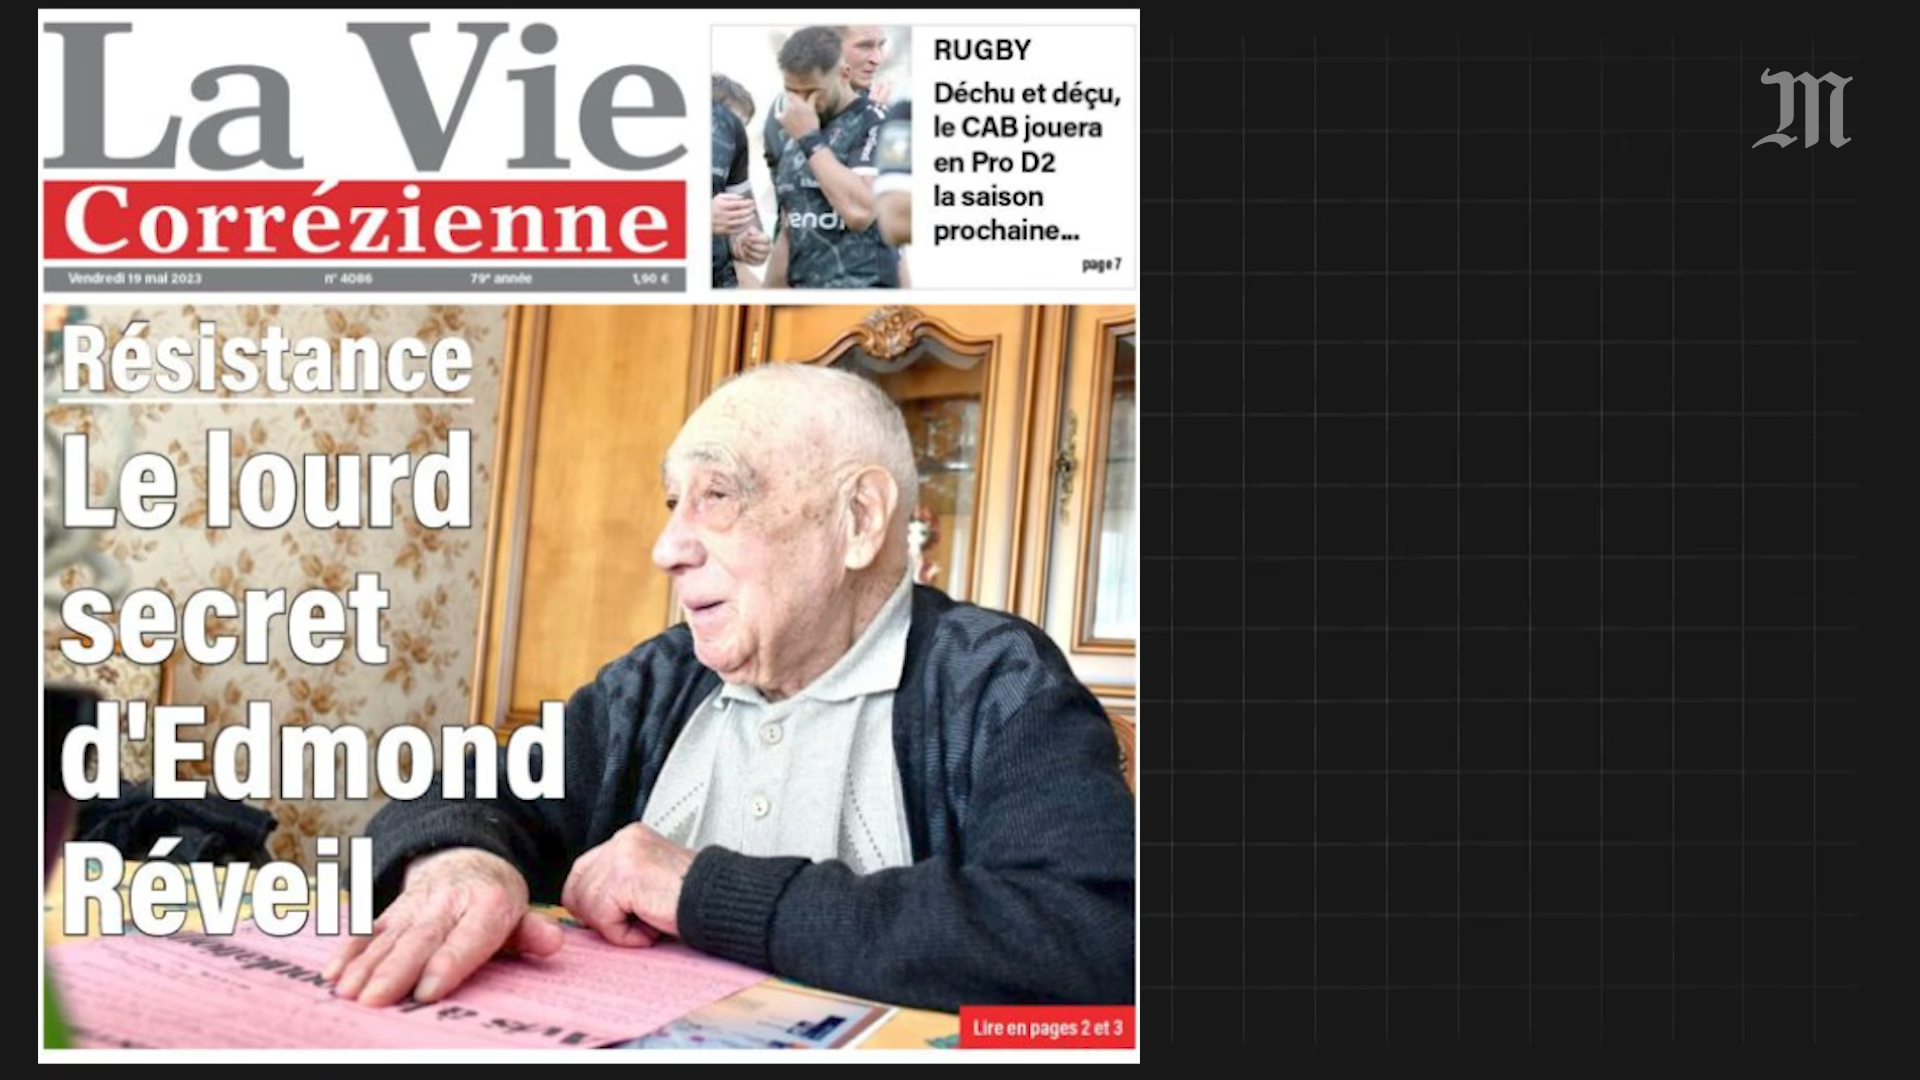 La Vie
Corrézienne
Vendredi 19 mai 2023 n° 4086 79e année 1,90 €
RUGBY
Déchu et déçu,
le CAB jouera
en Pro D2
la saison
prochaine...
page 7
Résistance
Le lourd
secret
d'Edmond
Réveil
Lire en pages 2 et 3
M